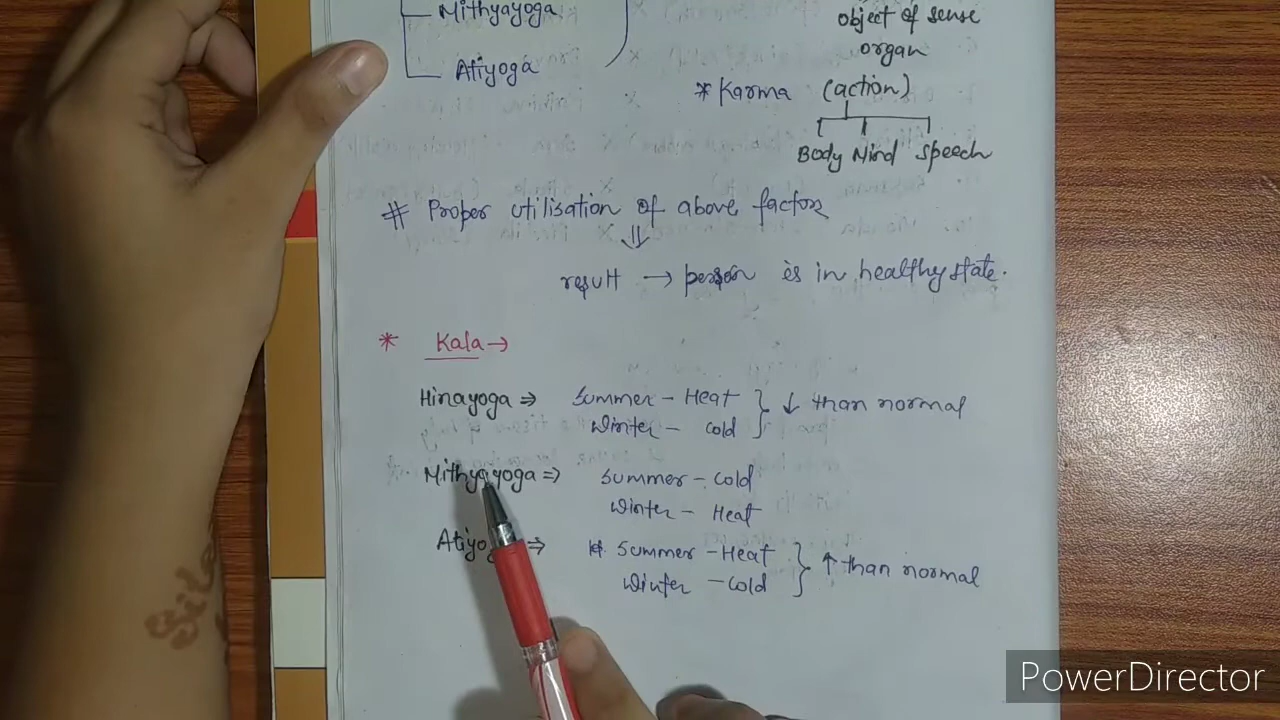 Mithyayoga
object of sense
organ
Atiyoga
* Karma (action)
Body Mind Speech
# Proper utilisation of above factors
⇓
result → person is in healthy state.
* Kala →
Hinayoga ⇒ Summer - Heat } ↓ than normal
Winter - cold
Mithyayoga ⇒ Summer - cold
Winter - Heat
Atiyo ⇒ Summer - Heat } ↑ than normal
Winter - cold
PowerDirector